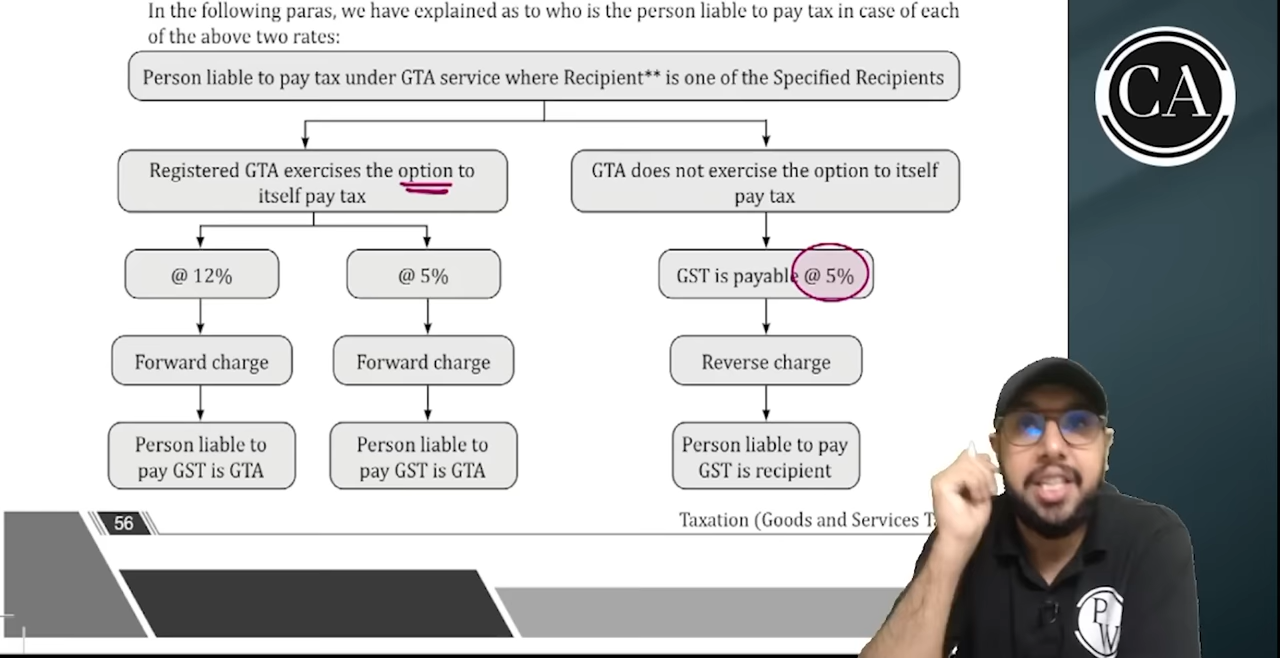 In the following paras, we have explained as to who is the person liable to pay tax in case of each
of the above two rates:
Person liable to pay tax under GTA service where Recipient** is one of the Specified Recipients
Registered GTA exercises the option to
itself pay tax
GTA does not exercise the option to itself
pay tax
@ 12%
@ 5%
GST is payable @ 5%
Forward charge
Forward charge
Reverse charge
Person liable to
pay GST is GTA
Person liable to
pay GST is GTA
Person liable to pay
GST is recipient
56
Taxation (Goods and Services
CA
PW